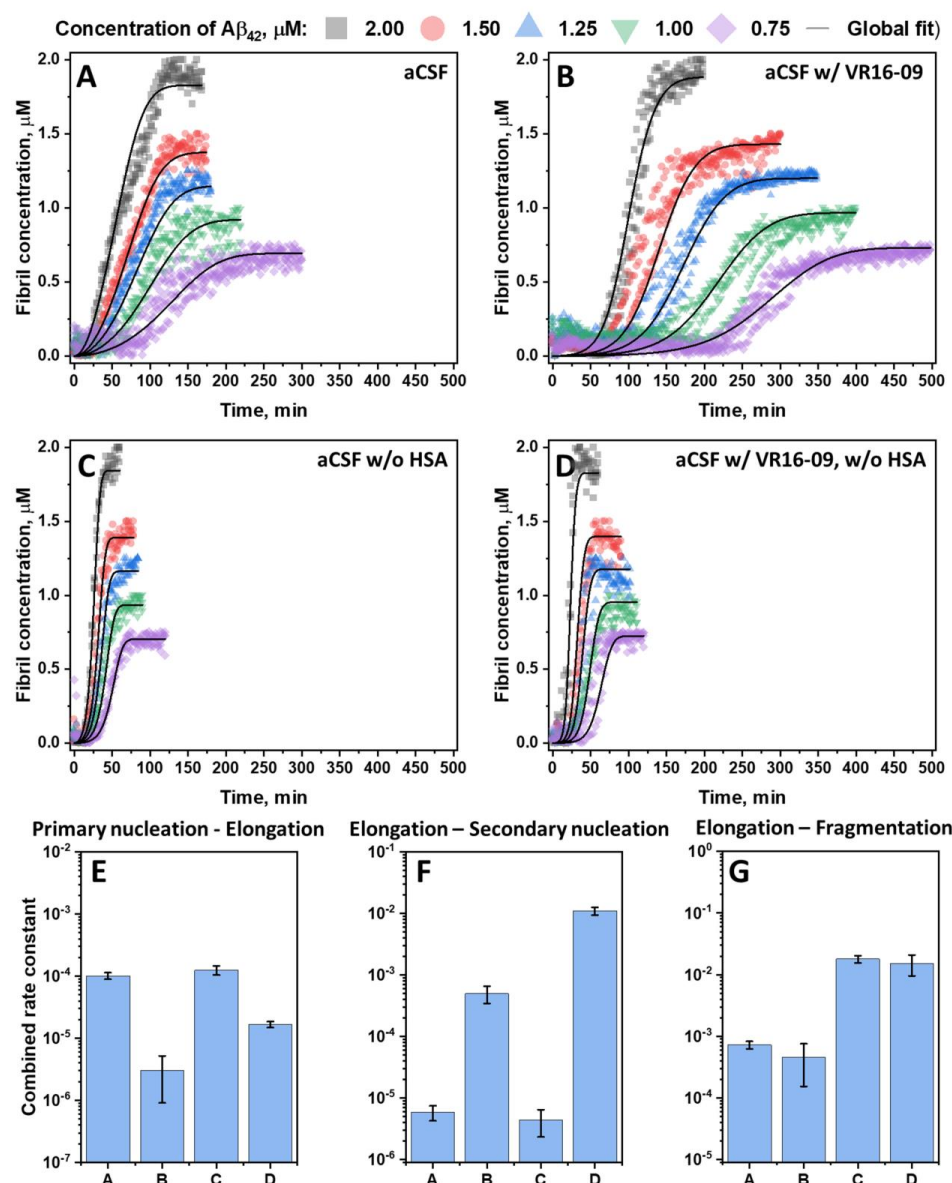 Concentration of Aβ42, μM: 2.00 1.50 1.25 1.00 0.75 — Global fit)
A aCSF
Fibril concentration, μM
2.0
1.5
1.0
0.5
0.0
0 50 100 150 200 250 300 350 400 450 500
Time, min
B aCSF w/ VR16-09
Fibril concentration, μM
2.0
1.5
1.0
0.5
0.0
0 50 100 150 200 250 300 350 400 450 500
Time, min
C aCSF w/o HSA
Fibril concentration, μM
2.0
1.5
1.0
0.5
0.0
0 50 100 150 200 250 300 350 400 450 500
Time, min
D aCSF w/ VR16-09, w/o HSA
Fibril concentration, μM
2.0
1.5
1.0
0.5
0.0
0 50 100 150 200 250 300 350 400 450 500
Time, min
Primary nucleation - Elongation
E
Combined rate constant
10-2
10-3
10-4
10-5
10-6
10-7
A B C D
Elongation – Secondary nucleation
F
10-1
10-2
10-3
10-4
10-5
10-6
A B C D
Elongation – Fragmentation
G
100
10-1
10-2
10-3
10-4
10-5
A B C D